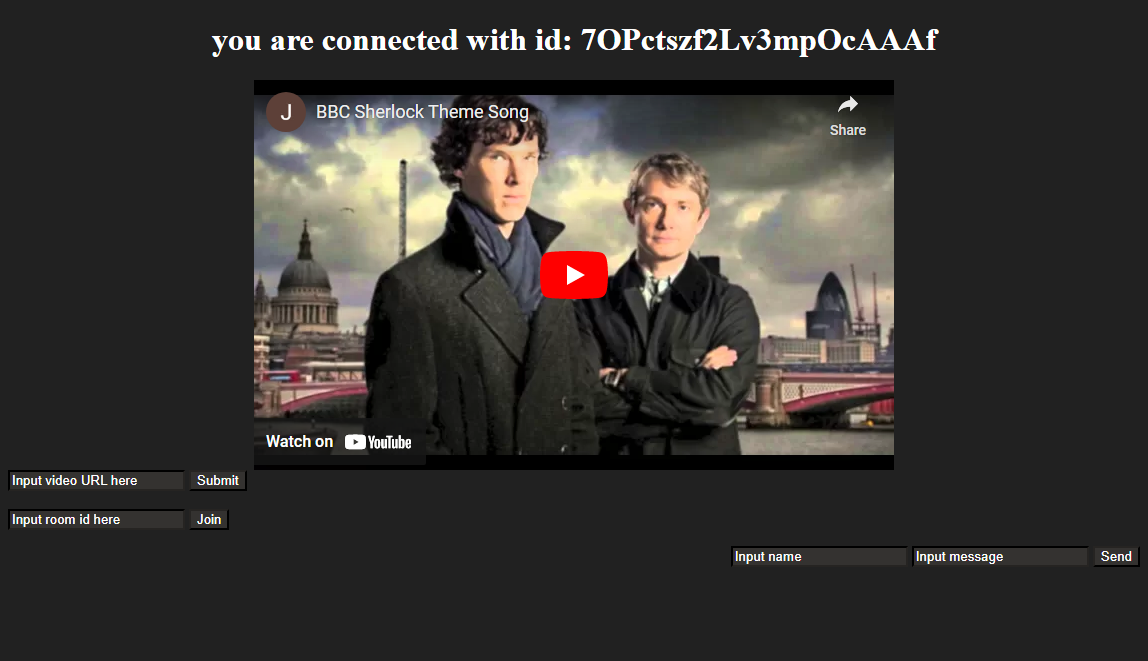 you are connected with id: 7OPctszf2Lv3mpOcAAAf
J BBC Sherlock Theme Song
Share
Watch on YouTube
Input video URL here Submit
Input room id here Join
Input name Input message Send